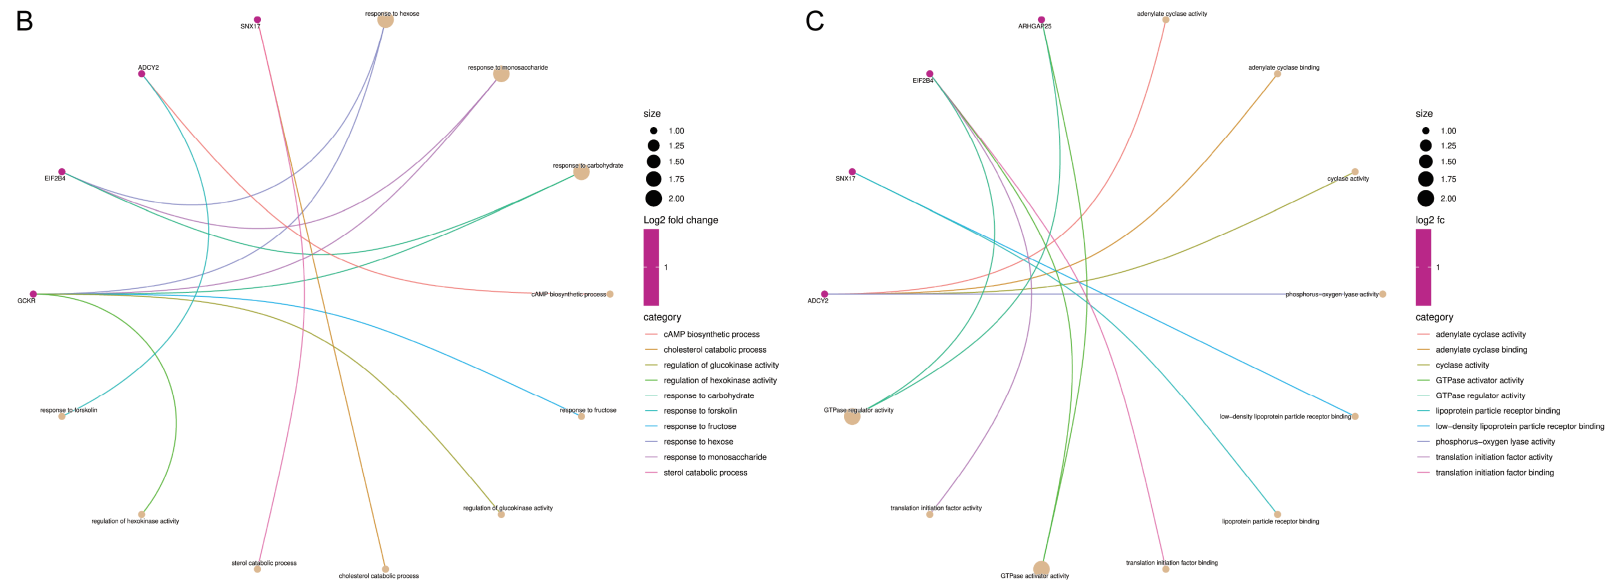 B
SNX17
response to hexose
ADCY2
response to monosaccharide
EIF2B4
response to carbohydrate
GCKR
cAMP biosynthetic process
response to forskolin
response to fructose
regulation of hexokinase activity
regulation of glucokinase activity
sterol catabolic process
cholesterol catabolic process
size
1.00
1.25
1.50
1.75
2.00
Log2 fold change
1
category
cAMP biosynthetic process
cholesterol catabolic process
regulation of glucokinase activity
regulation of hexokinase activity
response to carbohydrate
response to forskolin
response to fructose
response to hexose
response to monosaccharide
sterol catabolic process
C
ARHGAP25
adenylate cyclase activity
EIF2B4
adenylate cyclase binding
SNX17
cyclase activity
ADCY2
phosphorus-oxygen lyase activity
GTPase regulator activity
low-density lipoprotein particle receptor binding
translation initiation factor activity
lipoprotein particle receptor binding
GTPase activator activity
translation initiation factor binding
size
1.00
1.25
1.50
1.75
2.00
log2 fc
1
category
adenylate cyclase activity
adenylate cyclase binding
cyclase activity
GTPase activator activity
GTPase regulator activity
lipoprotein particle receptor binding
low-density lipoprotein particle receptor binding
phosphorus-oxygen lyase activity
translation initiation factor activity
translation initiation factor binding